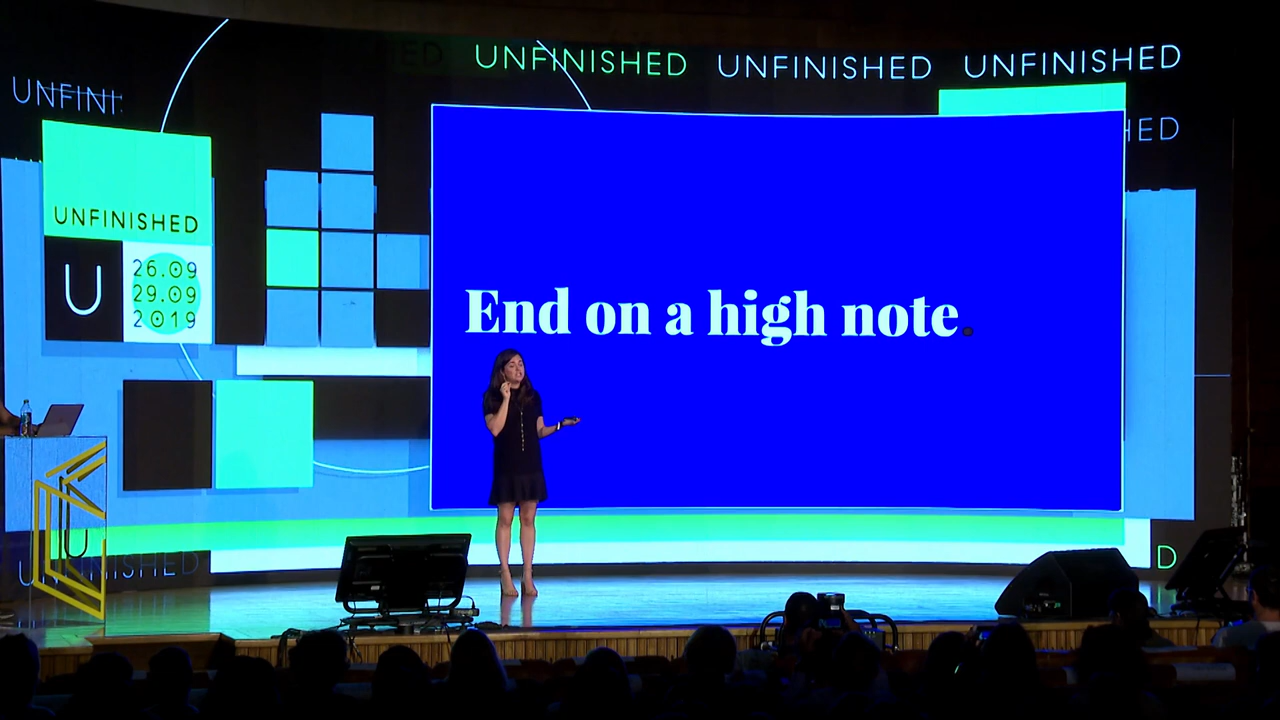 UNFINISHED UNFINISHED UNFINISHED
UNFINI
HED
UNFINISHED
U
26.09
29.09
2019
End on a high note.
U
UNFINISHED
D